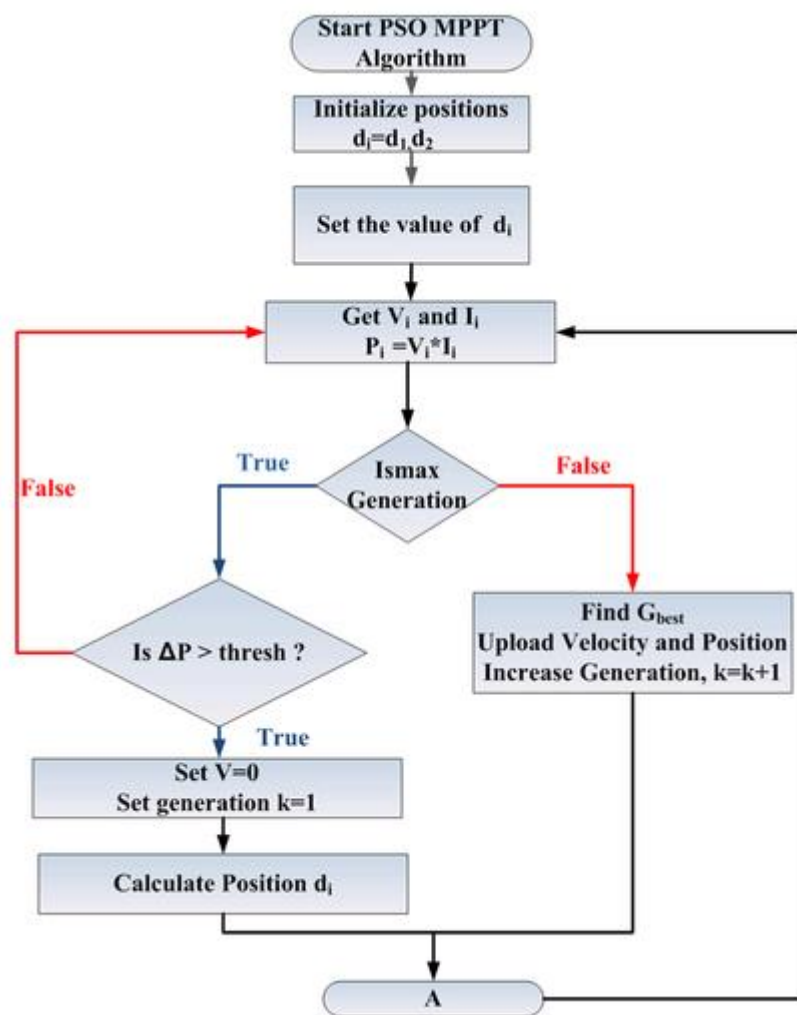 Start PSO MPPT
Algorithm
Initialize positions
dᵢ=d₁,d₂
Set the value of dᵢ
Get Vᵢ and Iᵢ
Pᵢ =Vᵢ*Iᵢ
Ismax
Generation
True
False
False
Is ΔP > thresh ?
Find G_best
Upload Velocity and Position
Increase Generation, k=k+1
True
Set V=0
Set generation k=1
Calculate Position dᵢ
A